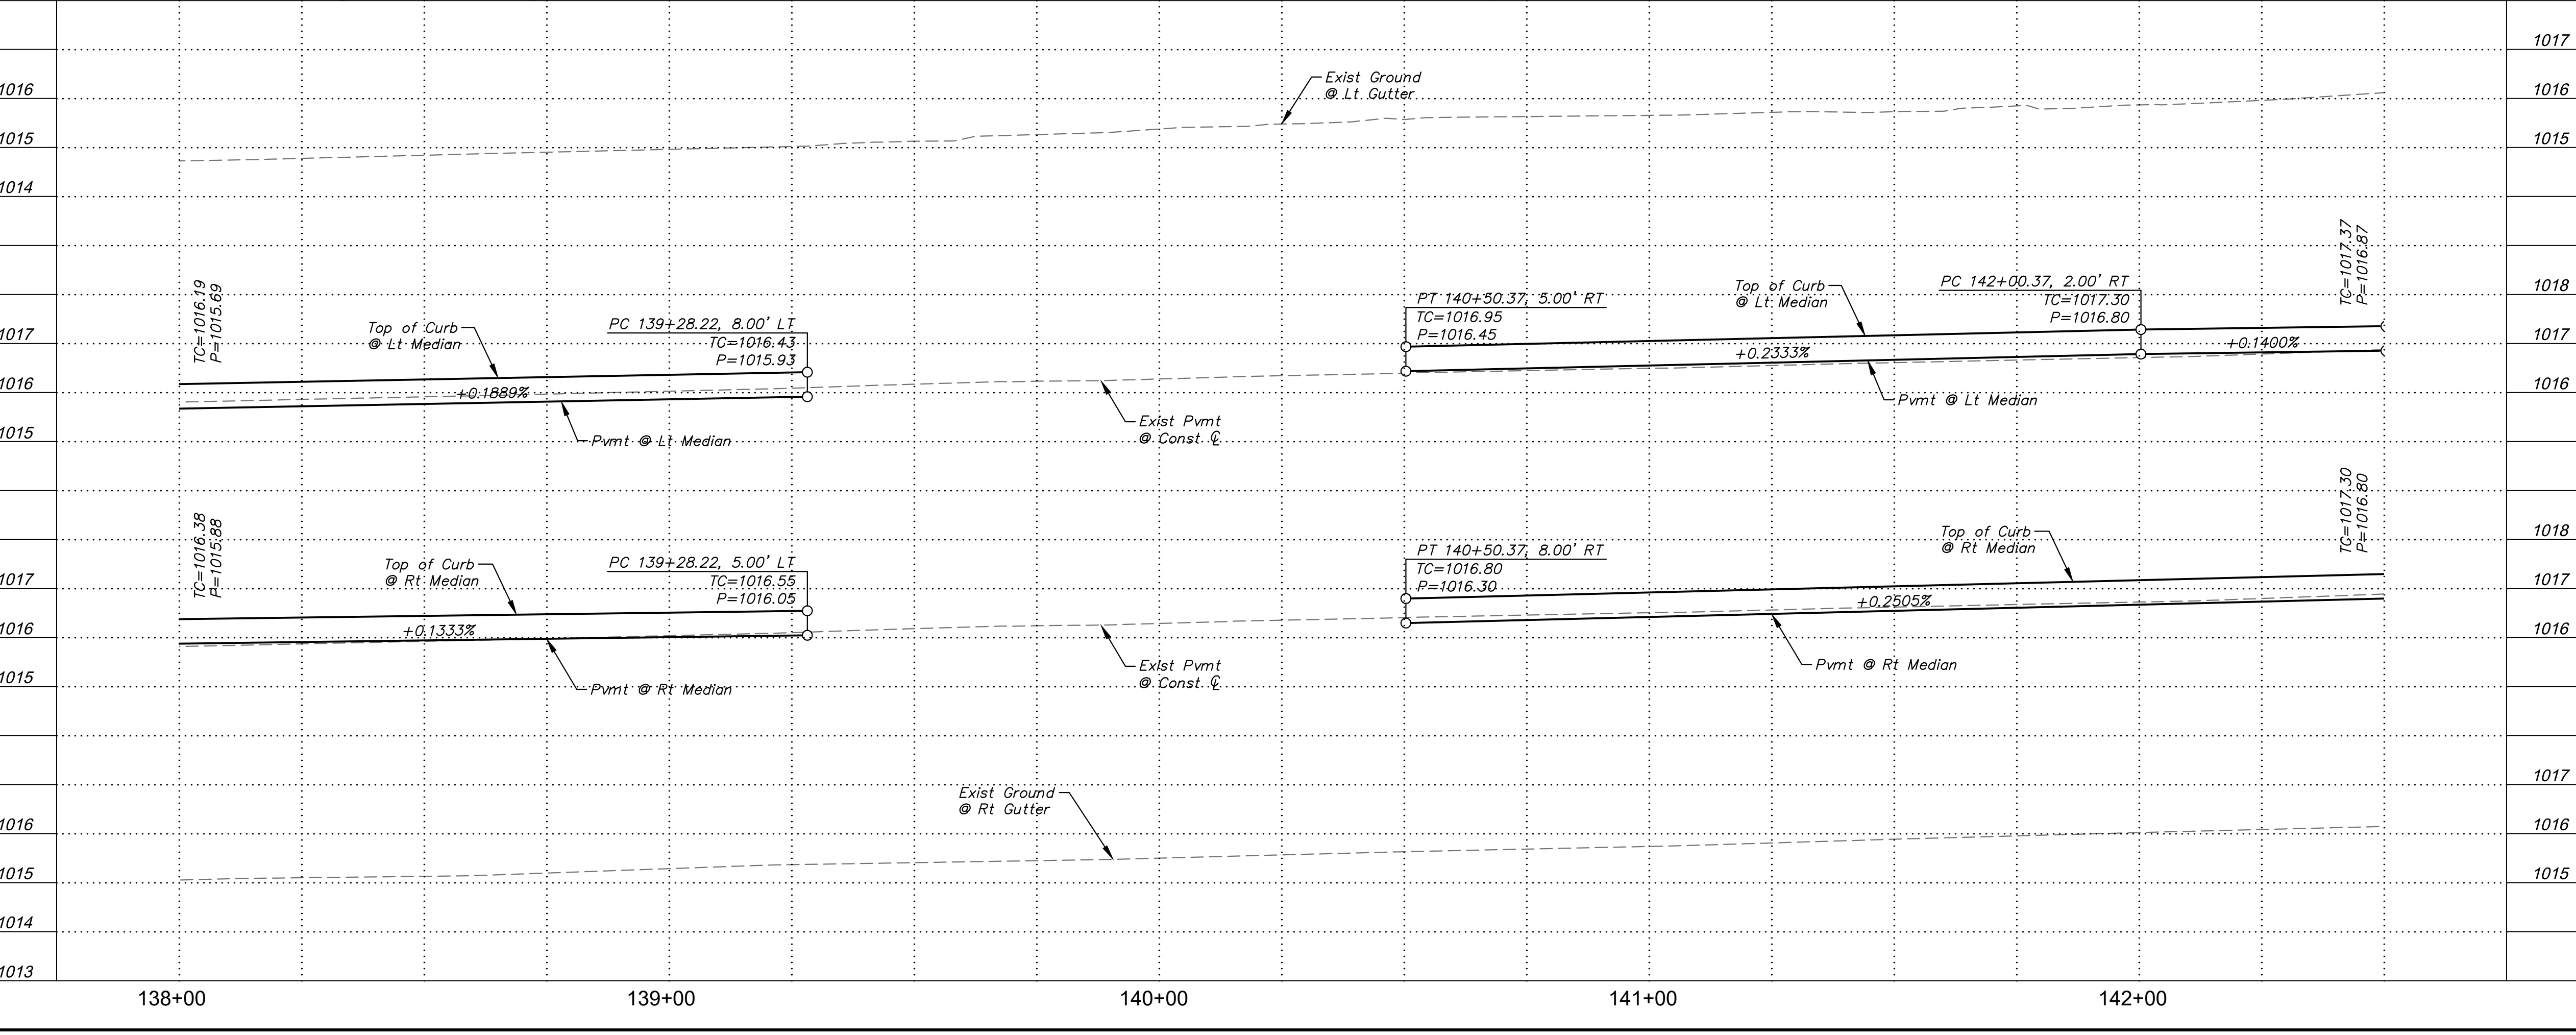 1017
1016
1016
1015
1015
1014
Exist Ground
@ Lt Gutter
TC=1016.19
P=1015.69
Top of Curb
@ Lt Median
PC 139+28.22, 8.00' LT
TC=1016.43
P=1015.93
+0.1889%
Pvmt @ Lt Median
Exist Pvmt
@ Const ℄
PT 140+50.37, 5.00' RT
TC=1016.95
P=1016.45
Top of Curb
@ Lt Median
+0.2333%
Pvmt @ Lt Median
PC 142+00.37, 2.00' RT
TC=1017.30
P=1016.80
+0.1400%
TC=1017.37
P=1016.87
1018
1017
1017
1016
1016
1015
TC=1016.38
P=1015.88
Top of Curb
@ Rt Median
PC 139+28.22, 5.00' LT
TC=1016.55
P=1016.05
+0.1333%
Pvmt @ Rt Median
Exist Pvmt
@ Const ℄
PT 140+50.37, 8.00' RT
TC=1016.80
P=1016.30
Top of Curb
@ Rt Median
+0.2505%
Pvmt @ Rt Median
TC=1017.30
P=1016.80
1018
1017
1017
1016
1016
1015
Exist Ground
@ Rt Gutter
1017
1016
1016
1015
1015
1014
1013
138+00
139+00
140+00
141+00
142+00